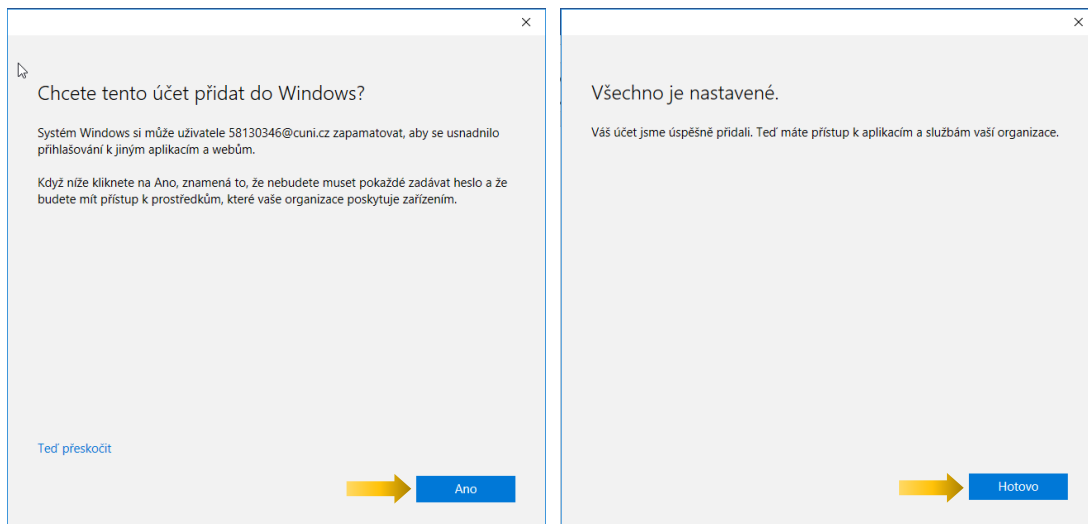 Chcete tento účet přidat do Windows?
Systém Windows si může uživatele 58130346@cuni.cz zapamatovat, aby se usnadnilo
přihlašování k jiným aplikacím a webům.
Když níže kliknete na Ano, znamená to, že nebudete muset pokaždé zadávat heslo a že
budete mít přístup k prostředkům, které vaše organizace poskytuje zařízením.
Teď přeskočit
Ano
Všechno je nastavené.
Váš účet jsme úspěšně přidali. Teď máte přístup k aplikacím a službám vaší organizace.
Hotovo